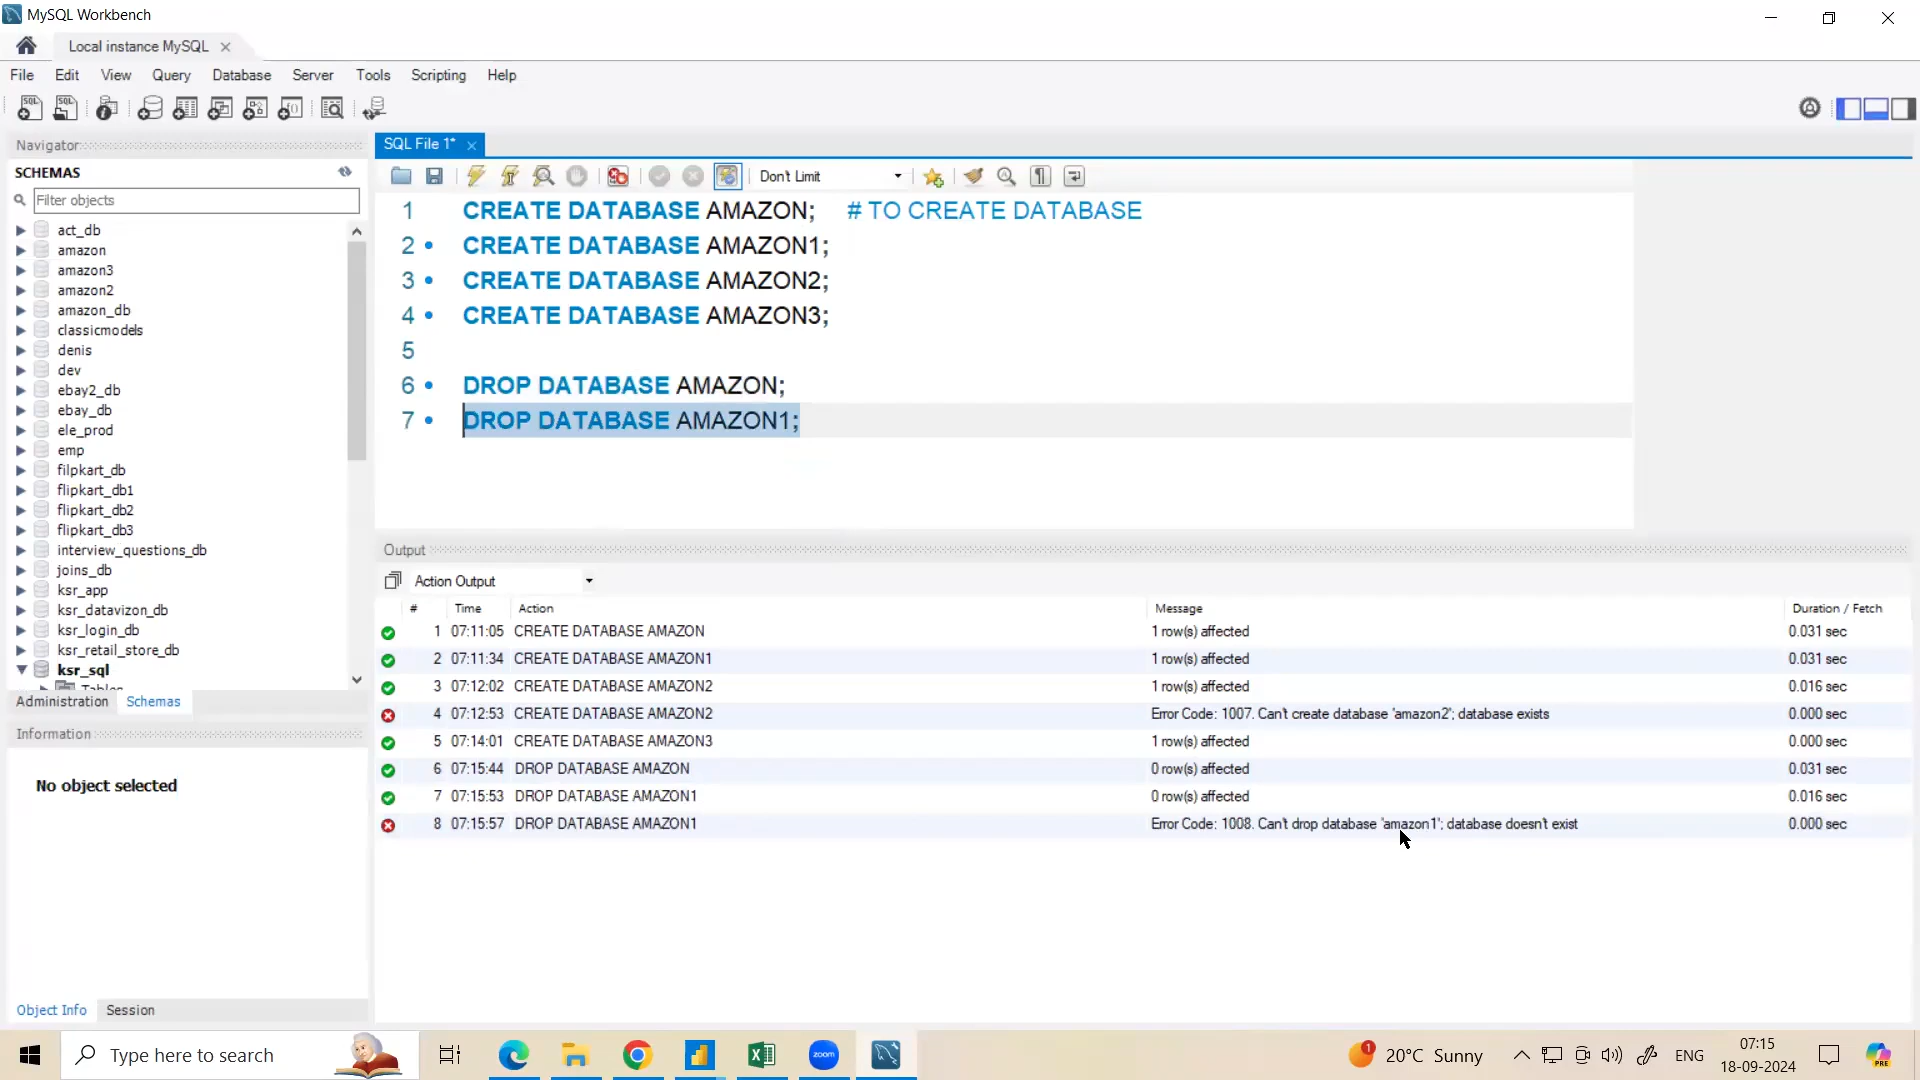 MySQL Workbench
Local instance MySQL
File Edit View Query Database Server Tools Scripting Help
Navigator
SCHEMAS
Filter objects
act_db
amazon
amazon3
amazon2
amazon_db
classicmodels
denis
dev
ebay2_db
ebay_db
ele_prod
emp
filpkart_db
flipkart_db1
flipkart_db2
flipkart_db3
interview_questions_db
joins_db
ksr_app
ksr_datavizon_db
ksr_login_db
ksr_retail_store_db
ksr_sql
Tables
Administration Schemas
Information
No object selected
Object Info Session
SQL File 1*
Don't Limit
1 CREATE DATABASE AMAZON; # TO CREATE DATABASE
2 CREATE DATABASE AMAZON1;
3 CREATE DATABASE AMAZON2;
4 CREATE DATABASE AMAZON3;
5
6 DROP DATABASE AMAZON;
7 DROP DATABASE AMAZON1;
Output
Action Output
# Time Action Message Duration / Fetch
1 07:11:05 CREATE DATABASE AMAZON 1 row(s) affected 0.031 sec
2 07:11:34 CREATE DATABASE AMAZON1 1 row(s) affected 0.031 sec
3 07:12:02 CREATE DATABASE AMAZON2 1 row(s) affected 0.016 sec
4 07:12:53 CREATE DATABASE AMAZON2 Error Code: 1007. Can't create database 'amazon2'; database exists 0.000 sec
5 07:14:01 CREATE DATABASE AMAZON3 1 row(s) affected 0.000 sec
6 07:15:44 DROP DATABASE AMAZON 0 row(s) affected 0.031 sec
7 07:15:53 DROP DATABASE AMAZON1 0 row(s) affected 0.016 sec
8 07:15:57 DROP DATABASE AMAZON1 Error Code: 1008. Can't drop database 'amazon1'; database doesn't exist 0.000 sec
Type here to search
zoom
1
20°C Sunny
ENG
07:15
18-09-2024
PRE